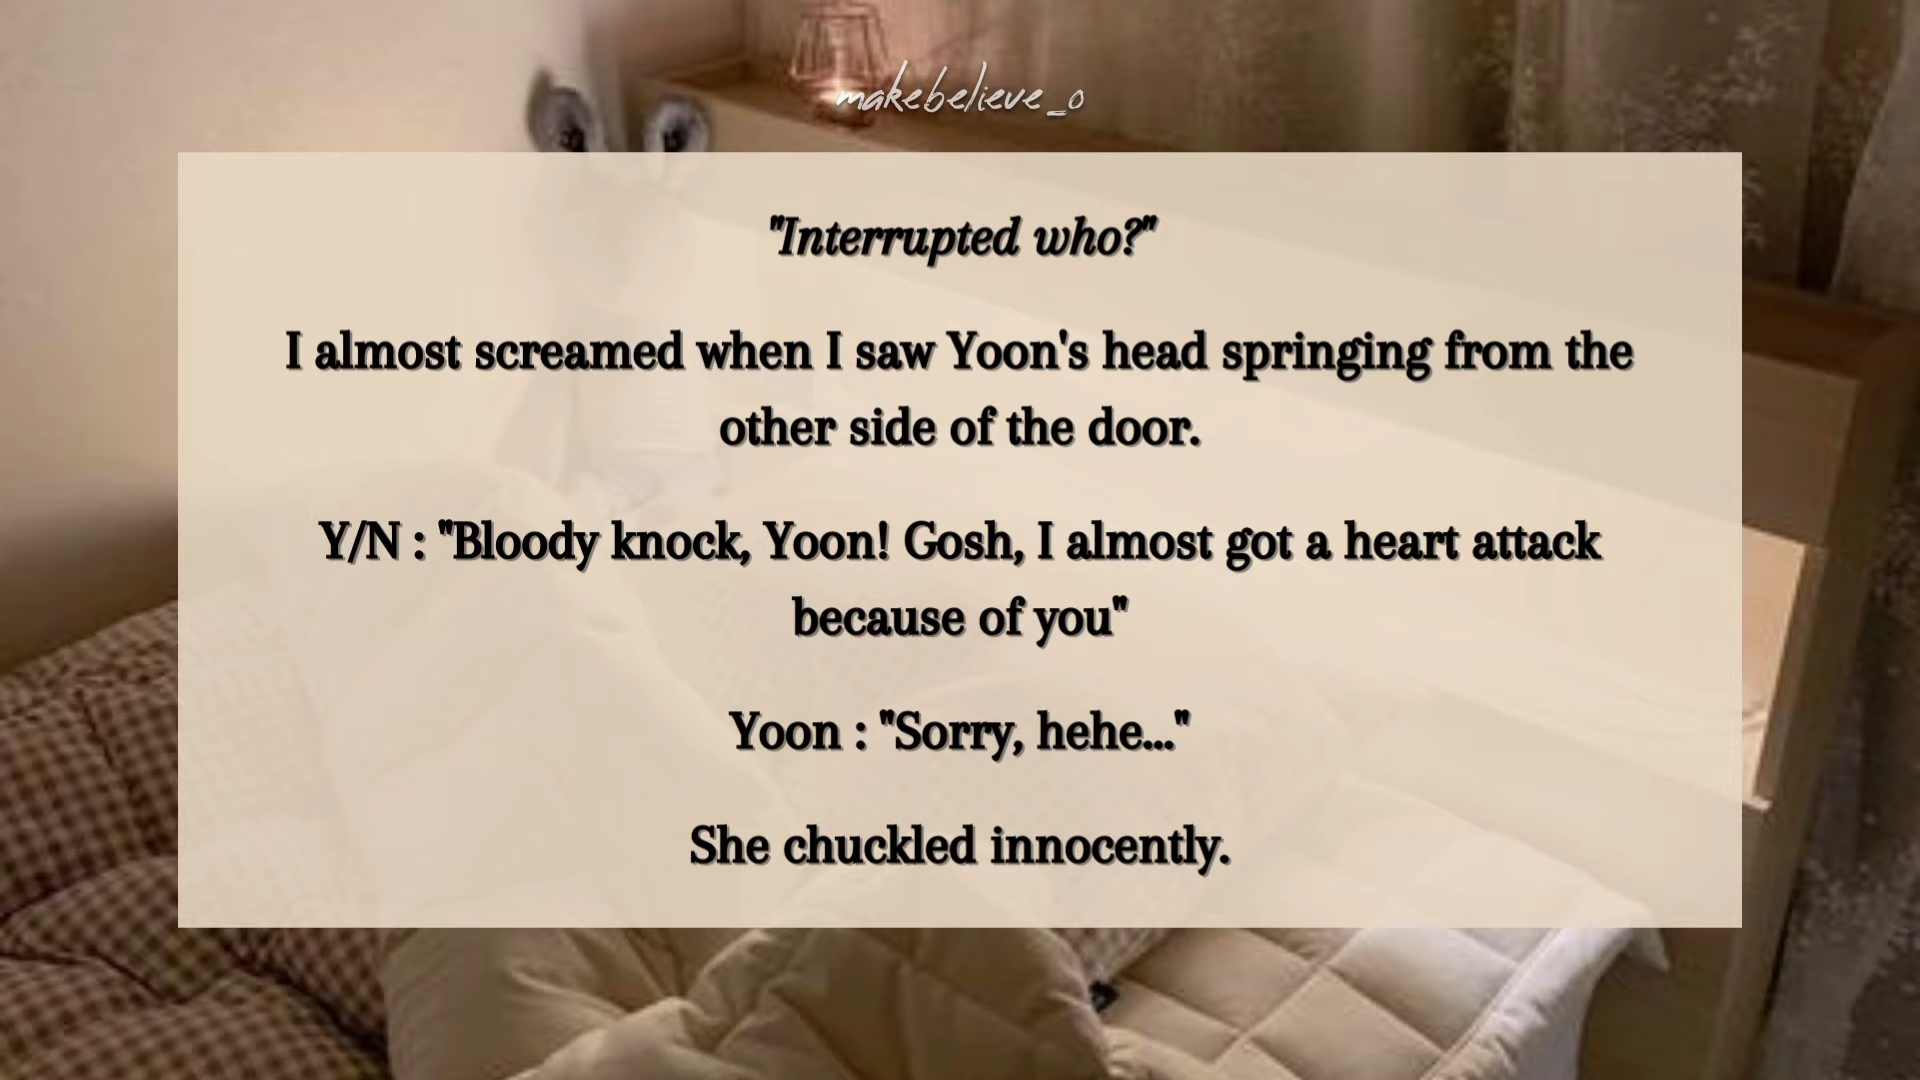 makebelieve_o
"Interrupted who?"
I almost screamed when I saw Yoon's head springing from the
other side of the door.
Y/N : "Bloody knock, Yoon! Gosh, I almost got a heart attack
because of you"
Yoon : "Sorry, hehe..."
She chuckled innocently.